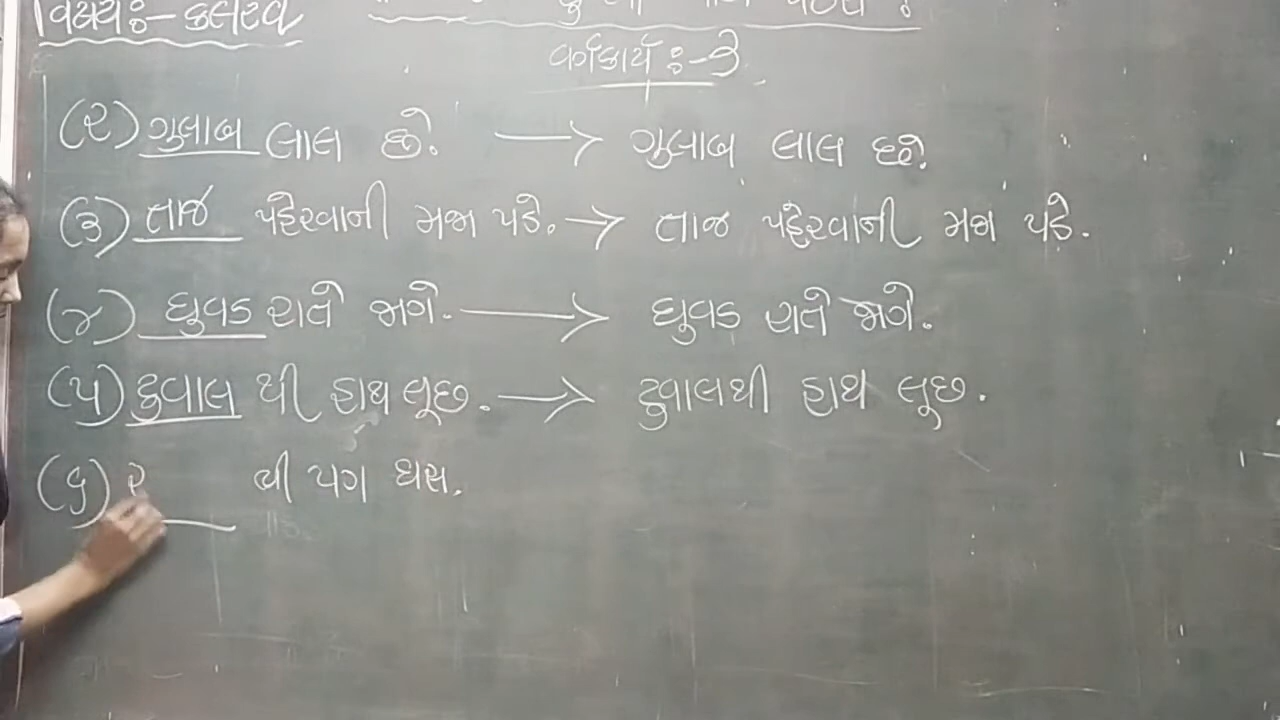 વિષય:- કલરવ
વર્ગકાર્ય :- ૩
(૨) ગુલાબ લાલ છે. → ગુલાબ લાલ છે.
(૩) તાજ પહેરવાની મજા પડે. → તાજ પહેરવાની મજા પડે.
(૪) ઘુવડ રાતે જાગે. → ઘુવડ રાતે જાગે.
(૫) ટુવાલ થી હાથ લૂછ. → ટુવાલથી હાથ લૂછ.
(૬) ર થી પગ ઘસ.